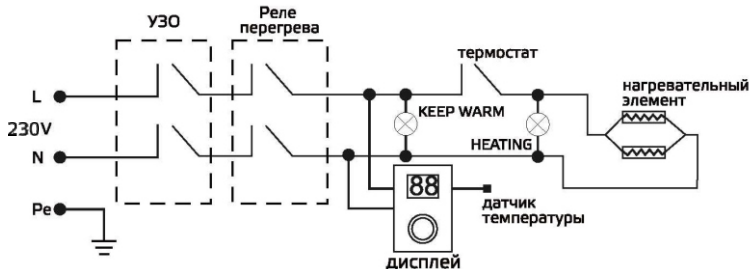 УЗО
Реле
перегрева
термостат
нагревательный
элемент
L
KEEP WARM
230V
N
HEATING
88
Pe
датчик
температуры
дисплей